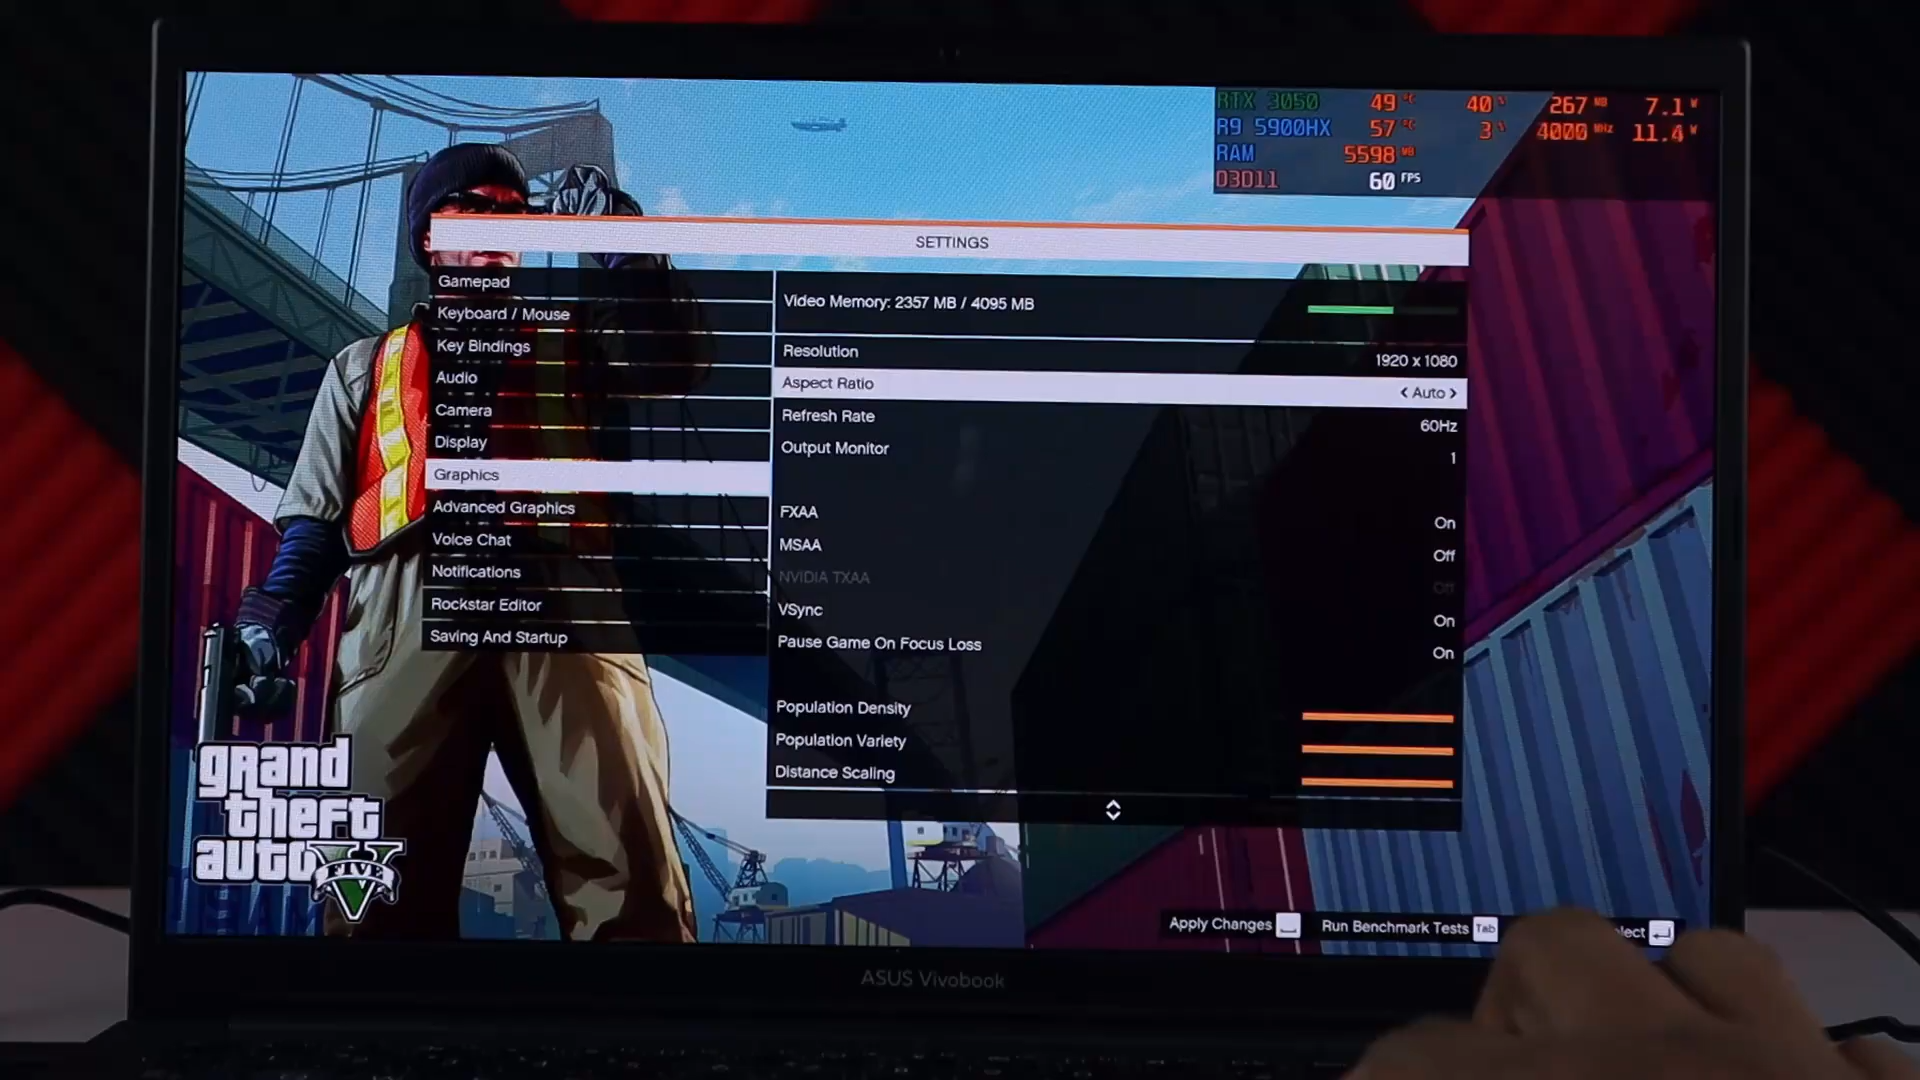 RTX 3050 49 °C 40 % 267 MB 7.1 W
R9 5900HX 57 °C 3 % 4000 MHz 11.4 W
RAM 5598 MB
D3D11 60 FPS
SETTINGS
Gamepad
Keyboard / Mouse
Key Bindings
Audio
Camera
Display
Graphics
Advanced Graphics
Voice Chat
Notifications
Rockstar Editor
Saving And Startup
Video Memory: 2357 MB / 4095 MB
Resolution 1920 x 1080
Aspect Ratio < Auto >
Refresh Rate 60Hz
Output Monitor 1
FXAA On
MSAA Off
NVIDIA TXAA Off
VSync On
Pause Game On Focus Loss On
Population Density
Population Variety
Distance Scaling
grand
theft
auto V
FIVE
Apply Changes Run Benchmark Tests Tab
ASUS Vivobook